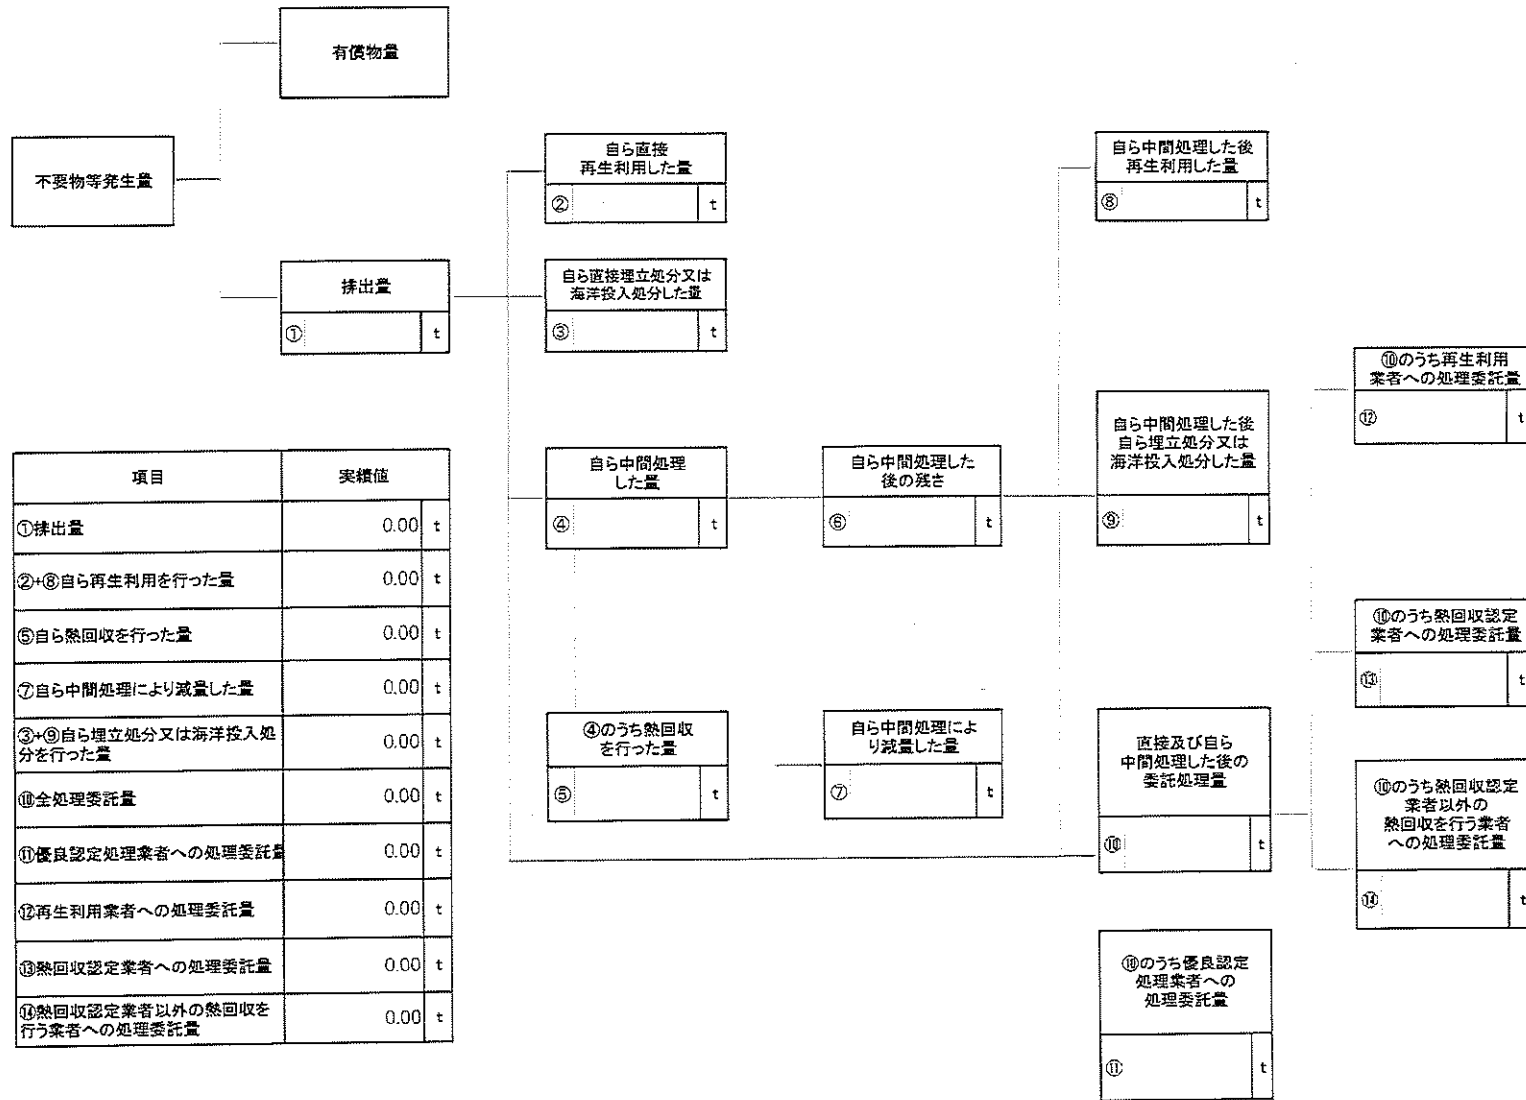 有償物量
不要物等発生量
排出量
① t
自ら直接
再生利用した量
② t
自ら直接埋立処分又は
海洋投入処分した量
③ t
自ら中間処理
した量
④ t
④のうち熱回収
を行った量
⑤ t
自ら中間処理した
後の残さ
⑥ t
自ら中間処理によ
り減量した量
⑦ t
自ら中間処理した後
再生利用した量
⑧ t
自ら中間処理した後
自ら埋立処分又は
海洋投入処分した量
⑨ t
直接及び自ら
中間処理した後の
委託処理量
⑩ t
⑩のうち優良認定
処理業者への
処理委託量
⑪ t
⑩のうち再生利用
業者への処理委託量
⑫ t
⑩のうち熱回収認定
業者への処理委託量
⑬ t
⑩のうち熱回収認定
業者以外の
熱回収を行う業者
への処理委託量
⑭ t
項目 実績値
①排出量 0.00 t
②+⑧自ら再生利用を行った量 0.00 t
⑤自ら熱回収を行った量 0.00 t
⑦自ら中間処理により減量した量 0.00 t
③+⑨自ら埋立処分又は海洋投入処
分を行った量 0.00 t
⑩全処理委託量 0.00 t
⑪優良認定処理業者への処理委託量 0.00 t
⑫再生利用業者への処理委託量 0.00 t
⑬熱回収認定業者への処理委託量 0.00 t
⑭熱回収認定業者以外の熱回収を
行う業者への処理委託量 0.00 t